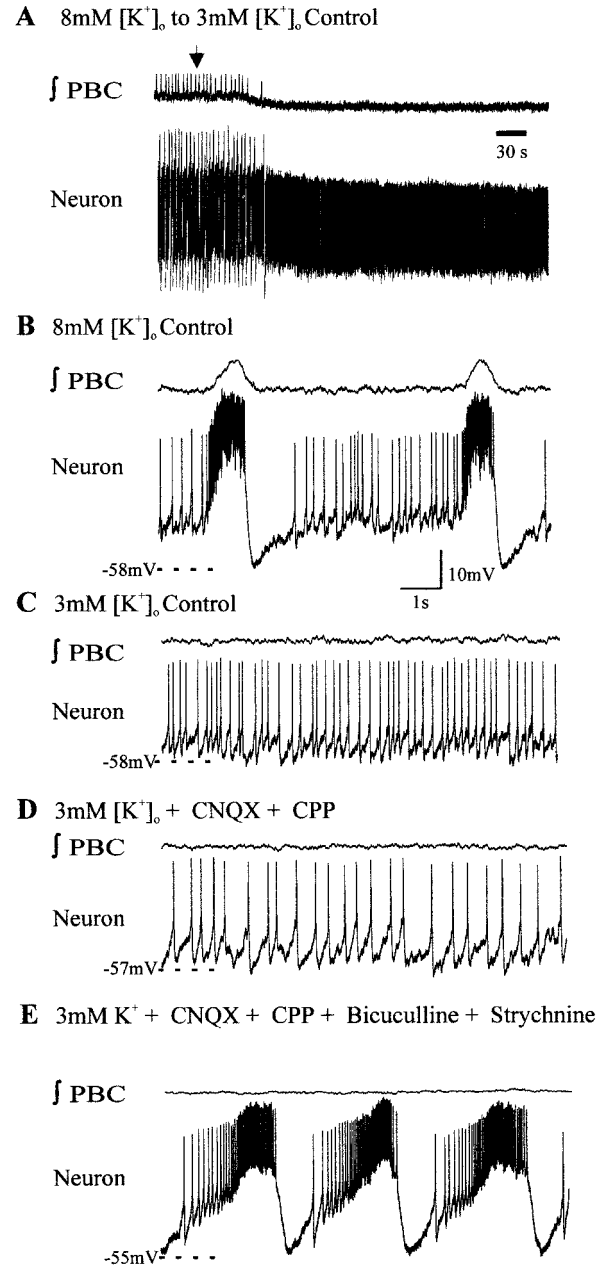 A 8mM [K⁺]ₒ to 3mM [K⁺]ₒ Control
∫ PBC
30 s
Neuron
B 8mM [K⁺]ₒ Control
∫ PBC
Neuron
-58mV
10mV
1s
C 3mM [K⁺]ₒ Control
∫ PBC
Neuron
-58mV
D 3mM [K⁺]ₒ + CNQX + CPP
∫ PBC
Neuron
-57mV
E 3mM K⁺ + CNQX + CPP + Bicuculline + Strychnine
∫ PBC
Neuron
-55mV